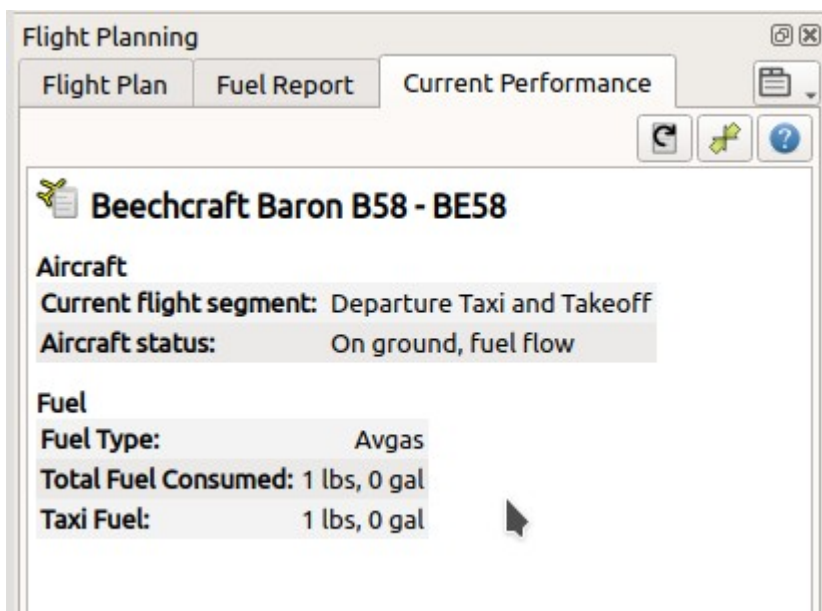 Flight Planning
Flight Plan Fuel Report Current Performance
Beechcraft Baron B58 - BE58
Aircraft
Current flight segment: Departure Taxi and Takeoff
Aircraft status: On ground, fuel flow
Fuel
Fuel Type: Avgas
Total Fuel Consumed: 1 lbs, 0 gal
Taxi Fuel: 1 lbs, 0 gal